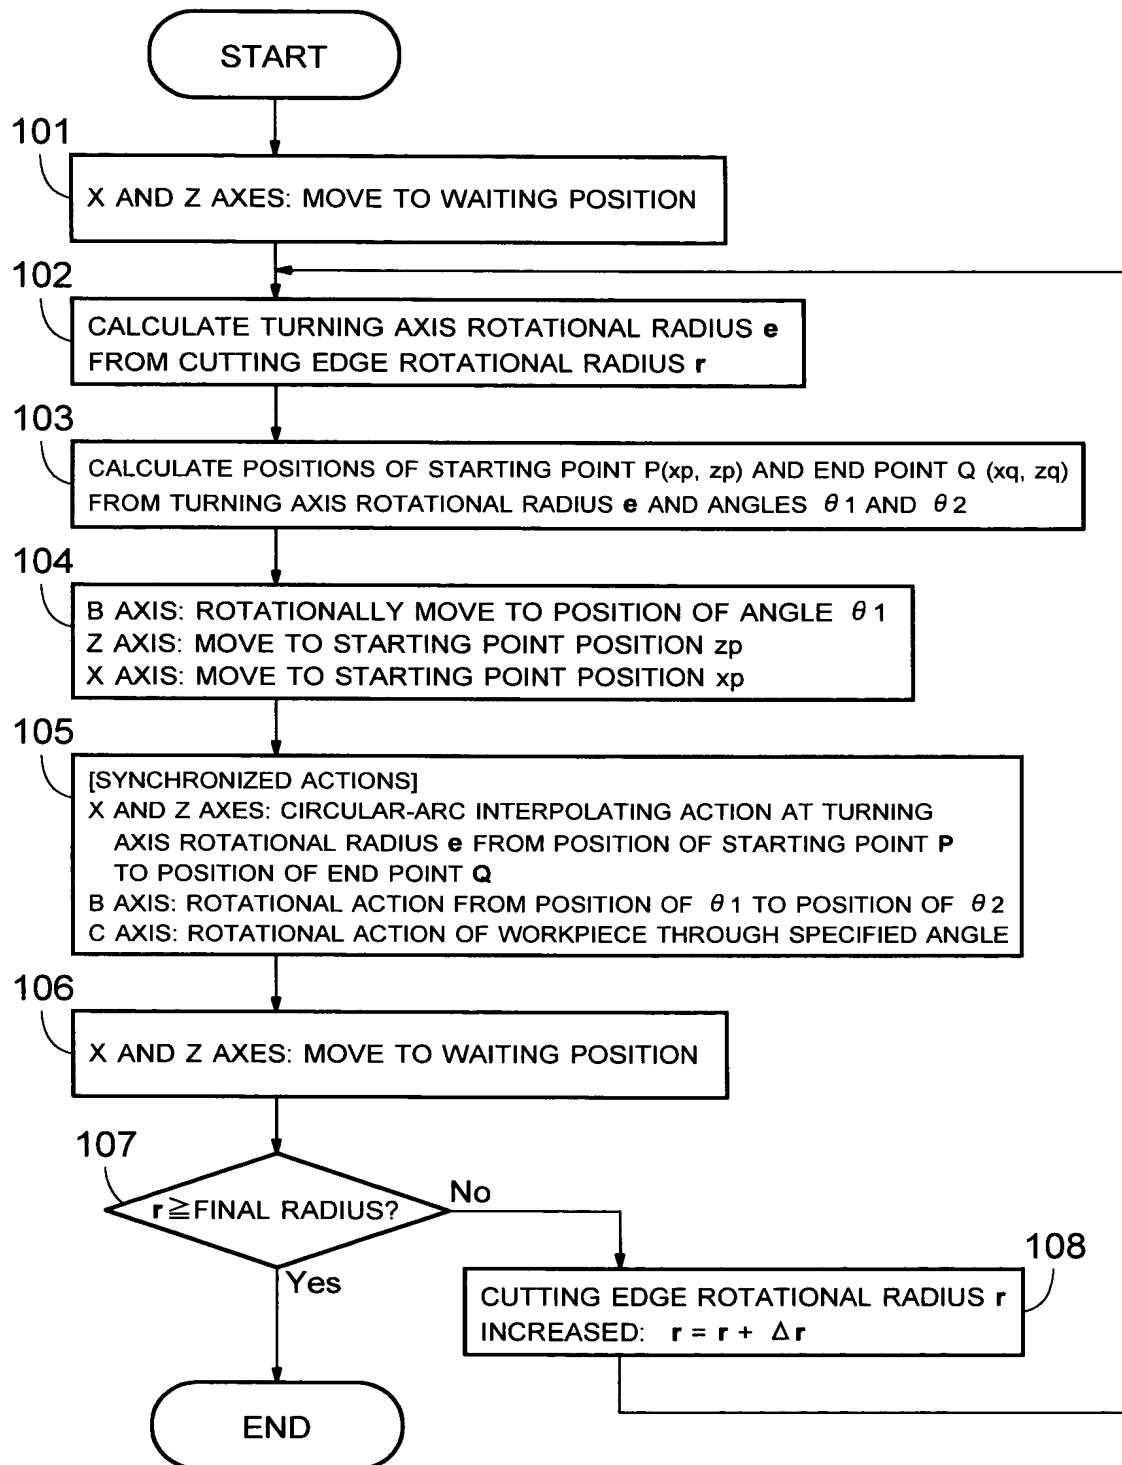 START
101
X AND Z AXES: MOVE TO WAITING POSITION
102
CALCULATE TURNING AXIS ROTATIONAL RADIUS e
FROM CUTTING EDGE ROTATIONAL RADIUS r
103
CALCULATE POSITIONS OF STARTING POINT P(xp, zp) AND END POINT Q (xq, zq)
FROM TURNING AXIS ROTATIONAL RADIUS e AND ANGLES θ1 AND θ2
104
B AXIS: ROTATIONALLY MOVE TO POSITION OF ANGLE θ1
Z AXIS: MOVE TO STARTING POINT POSITION zp
X AXIS: MOVE TO STARTING POINT POSITION xp
105
[SYNCHRONIZED ACTIONS]
X AND Z AXES: CIRCULAR-ARC INTERPOLATING ACTION AT TURNING
AXIS ROTATIONAL RADIUS e FROM POSITION OF STARTING POINT P
TO POSITION OF END POINT Q
B AXIS: ROTATIONAL ACTION FROM POSITION OF θ1 TO POSITION OF θ2
C AXIS: ROTATIONAL ACTION OF WORKPIECE THROUGH SPECIFIED ANGLE
106
X AND Z AXES: MOVE TO WAITING POSITION
107
r≧FINAL RADIUS?
No
Yes
108
CUTTING EDGE ROTATIONAL RADIUS r
INCREASED: r = r + Δr
END